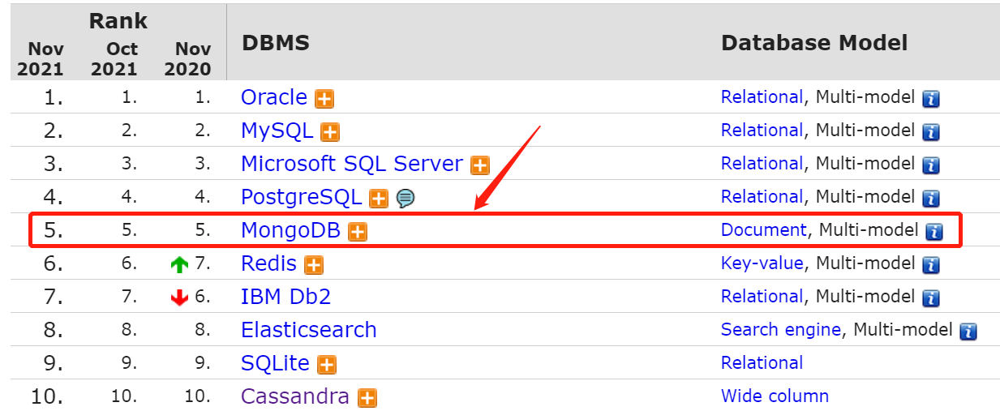 Rank
Nov 2021 Oct 2021 Nov 2020 DBMS Database Model
1. 1. 1. Oracle Relational, Multi-model
2. 2. 2. MySQL Relational, Multi-model
3. 3. 3. Microsoft SQL Server Relational, Multi-model
4. 4. 4. PostgreSQL Relational, Multi-model
5. 5. 5. MongoDB Document, Multi-model
6. 6. 7. Redis Key-value, Multi-model
7. 7. 6. IBM Db2 Relational, Multi-model
8. 8. 8. Elasticsearch Search engine, Multi-model
9. 9. 9. SQLite Relational
10. 10. 10. Cassandra Wide column